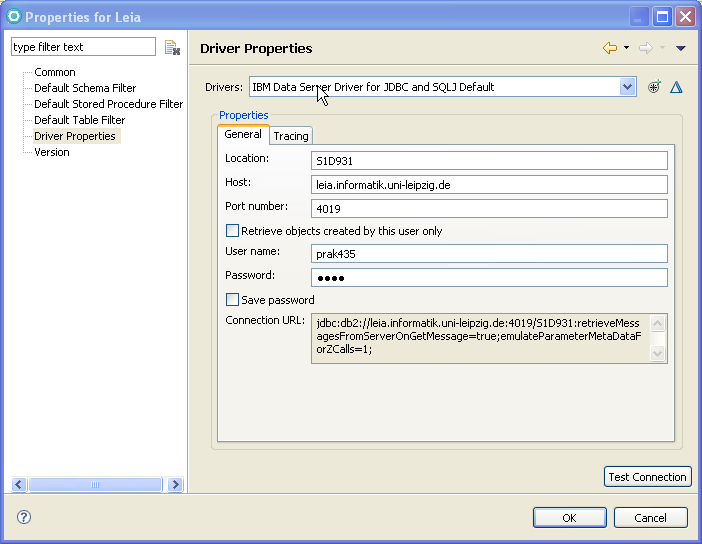 Properties for Leia
type filter text
Driver Properties
Common
Default Schema Filter
Default Stored Procedure Filter
Default Table Filter
Driver Properties
Version
Drivers: IBM Data Server Driver for JDBC and SQLJ Default
Properties
General Tracing
Location: S1D931
Host: leia.informatik.uni-leipzig.de
Port number: 4019
Retrieve objects created by this user only
User name: prak435
Password: ●●●●
Save password
Connection URL: jdbc:db2://leia.informatik.uni-leipzig.de:4019/S1D931:retrieveMess
agesFromServerOnGetMessage=true;emulateParameterMetaDataF
orZCalls=1;
Test Connection
? OK Cancel